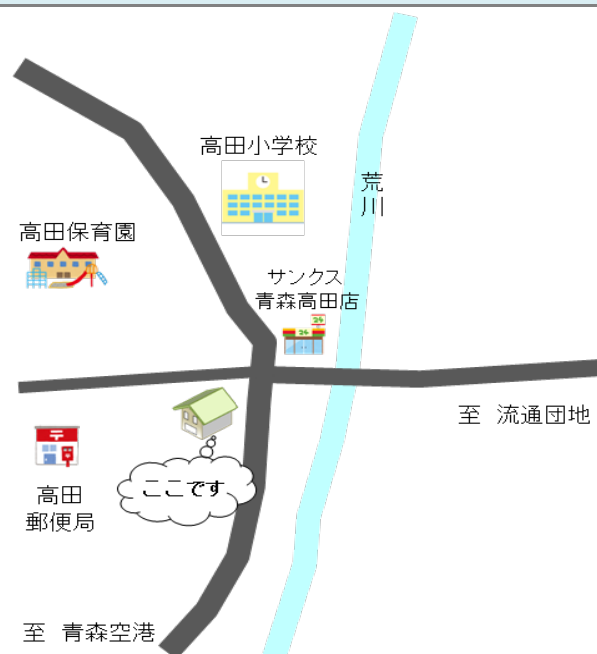 高田小学校
荒
川
高田保育園
サンクス
青森高田店
24
24
至 流通団地
〒
ここです
高田
郵便局
至 青森空港